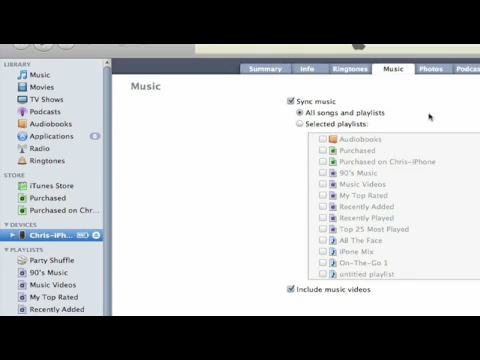 Summary Info Ringtones Music Photos Podcas
LIBRARY
Music
Movies
TV Shows
Podcasts
Audiobooks
Applications 6
Radio
Ringtones
STORE
iTunes Store
Purchased
Purchased on Chr...
DEVICES
Chris-iPh...
PLAYLISTS
Party Shuffle
90's Music
Music Videos
My Top Rated
Recently Added
Music
Sync music
All songs and playlists
Selected playlists:
Audiobooks
Purchased
Purchased on Chris-iPhone
90's Music
Music Videos
My Top Rated
Recently Added
Recently Played
Top 25 Most Played
All The Face
iPone Mix
On-The-Go 1
untitled playlist
Include music videos